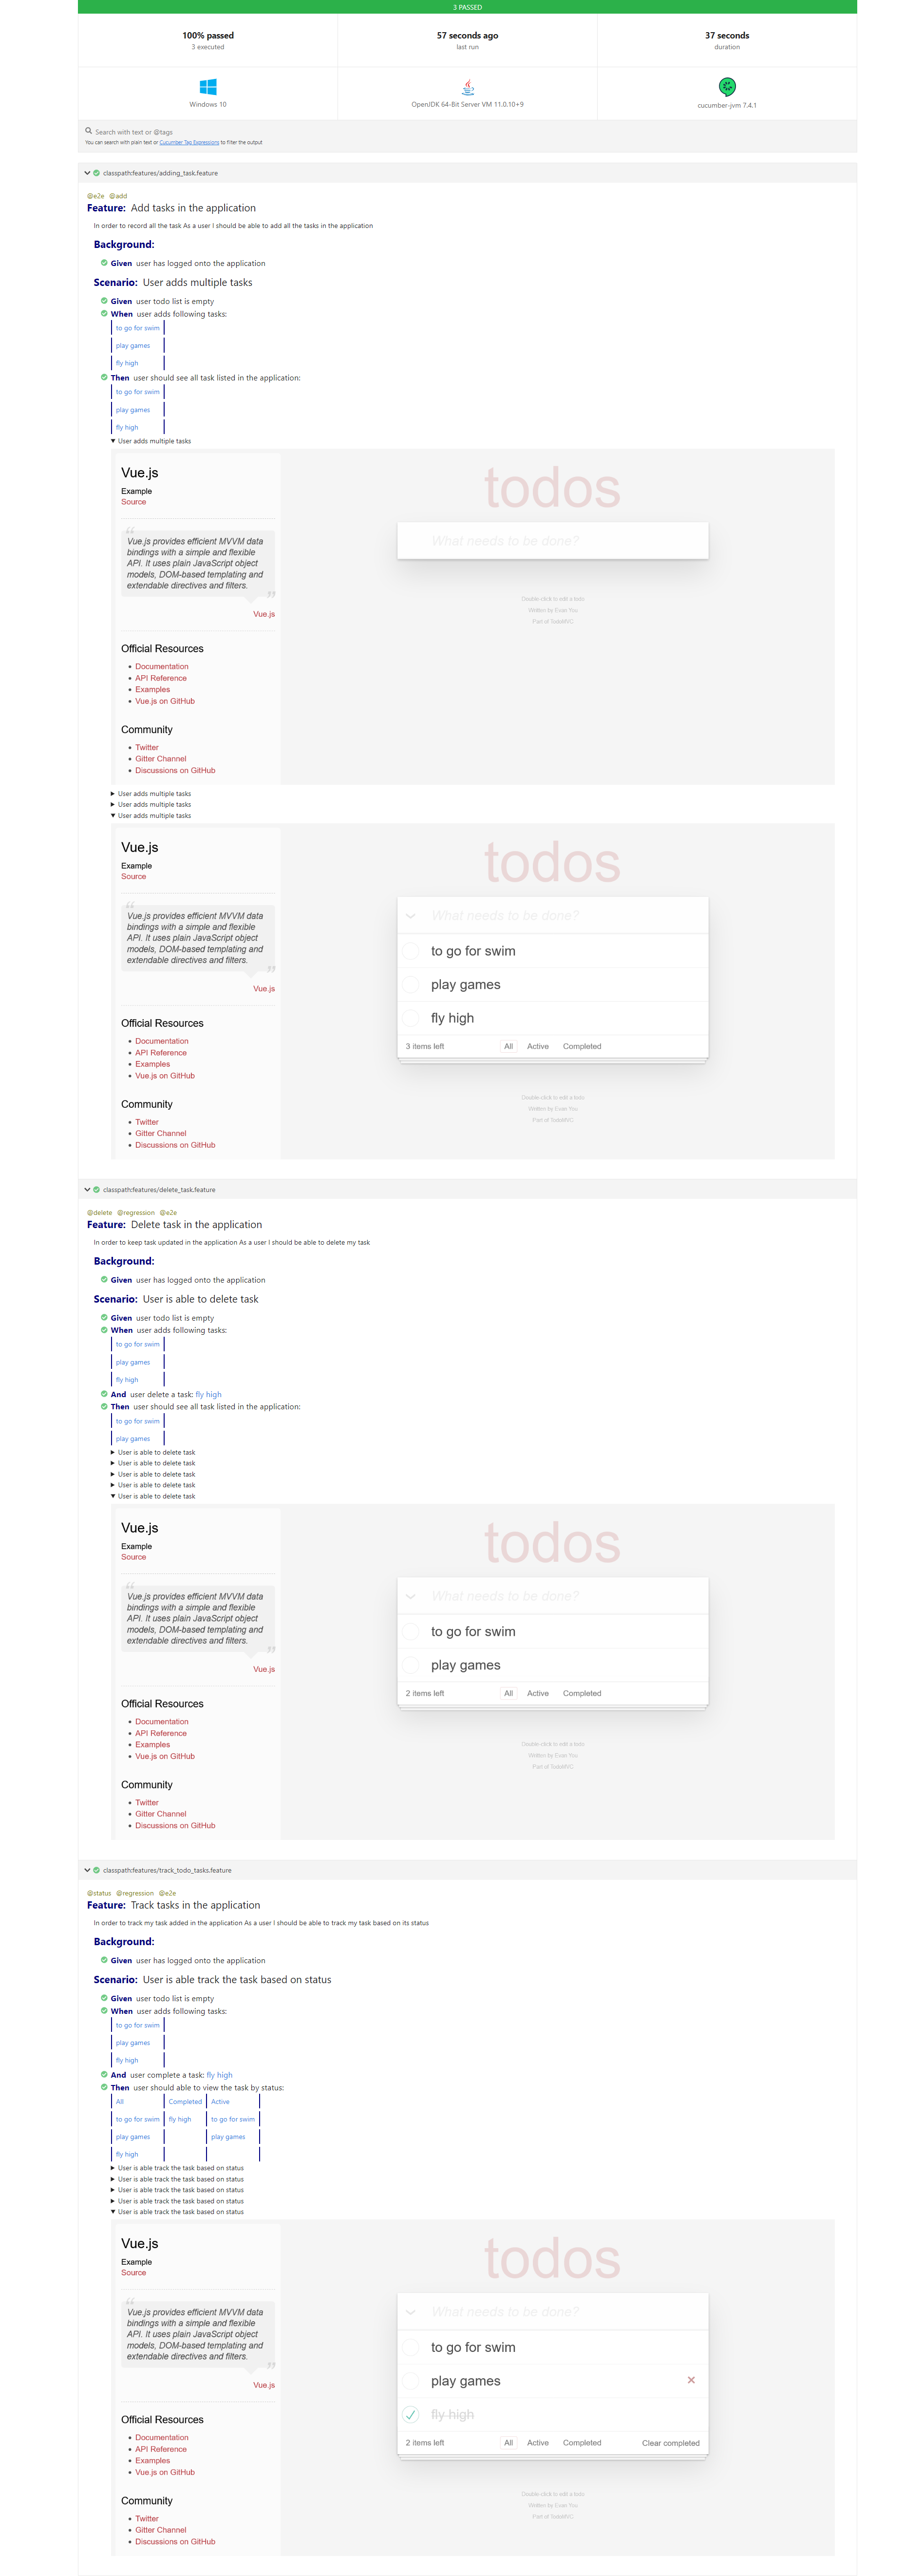 3 PASSED
100% passed
3 executed
57 seconds ago
last run
37 seconds
duration
Windows 10
OpenJDK 64-Bit Server VM 11.0.10+9
cucumber-jvm 7.4.1
Search with text or @tags
You can search with plain text or Cucumber Tag Expressions to filter the output
classpath:features/adding_task.feature
@e2e @add
Feature: Add tasks in the application
In order to record all the task As a user I should be able to add all the tasks in the application
Background:
Given user has logged onto the application
Scenario: User adds multiple tasks
Given user todo list is empty
When user adds following tasks:
to go for swim
play games
fly high
Then user should see all task listed in the application:
to go for swim
play games
fly high
User adds multiple tasks
Vue.js
Example
Source
Vue.js provides efficient MVVM data
bindings with a simple and flexible
API. It uses plain JavaScript object
models, DOM-based templating and
extendable directives and filters.
Vue.js
Official Resources
Documentation
API Reference
Examples
Vue.js on GitHub
Community
Twitter
Gitter Channel
Discussions on GitHub
todos
What needs to be done?
Double-click to edit a todo
Written by Evan You
Part of TodoMVC
User adds multiple tasks
User adds multiple tasks
User adds multiple tasks
Vue.js
Example
Source
Vue.js provides efficient MVVM data
bindings with a simple and flexible
API. It uses plain JavaScript object
models, DOM-based templating and
extendable directives and filters.
Vue.js
Official Resources
Documentation
API Reference
Examples
Vue.js on GitHub
Community
Twitter
Gitter Channel
Discussions on GitHub
todos
What needs to be done?
to go for swim
play games
fly high
3 items left All Active Completed
Double-click to edit a todo
Written by Evan You
Part of TodoMVC
classpath:features/delete_task.feature
@delete @regression @e2e
Feature: Delete task in the application
In order to keep task updated in the application As a user I should be able to delete my task
Background:
Given user has logged onto the application
Scenario: User is able to delete task
Given user todo list is empty
When user adds following tasks:
to go for swim
play games
fly high
And user delete a task: fly high
Then user should see all task listed in the application:
to go for swim
play games
User is able to delete task
User is able to delete task
User is able to delete task
User is able to delete task
User is able to delete task
Vue.js
Example
Source
Vue.js provides efficient MVVM data
bindings with a simple and flexible
API. It uses plain JavaScript object
models, DOM-based templating and
extendable directives and filters.
Vue.js
Official Resources
Documentation
API Reference
Examples
Vue.js on GitHub
Community
Twitter
Gitter Channel
Discussions on GitHub
todos
What needs to be done?
to go for swim
play games
2 items left All Active Completed
Double-click to edit a todo
Written by Evan You
Part of TodoMVC
classpath:features/track_todo_tasks.feature
@status @regression @e2e
Feature: Track tasks in the application
In order to track my task added in the application As a user I should be able to track my task based on its status
Background:
Given user has logged onto the application
Scenario: User is able track the task based on status
Given user todo list is empty
When user adds following tasks:
to go for swim
play games
fly high
And user complete a task: fly high
Then user should able to view the task by status:
All Completed Active
to go for swim fly high to go for swim
play games play games
fly high
User is able track the task based on status
User is able track the task based on status
User is able track the task based on status
User is able track the task based on status
User is able track the task based on status
Vue.js
Example
Source
Vue.js provides efficient MVVM data
bindings with a simple and flexible
API. It uses plain JavaScript object
models, DOM-based templating and
extendable directives and filters.
Vue.js
Official Resources
Documentation
API Reference
Examples
Vue.js on GitHub
Community
Twitter
Gitter Channel
Discussions on GitHub
todos
What needs to be done?
to go for swim
play games
fly high
2 items left All Active Completed Clear completed
Double-click to edit a todo
Written by Evan You
Part of TodoMVC